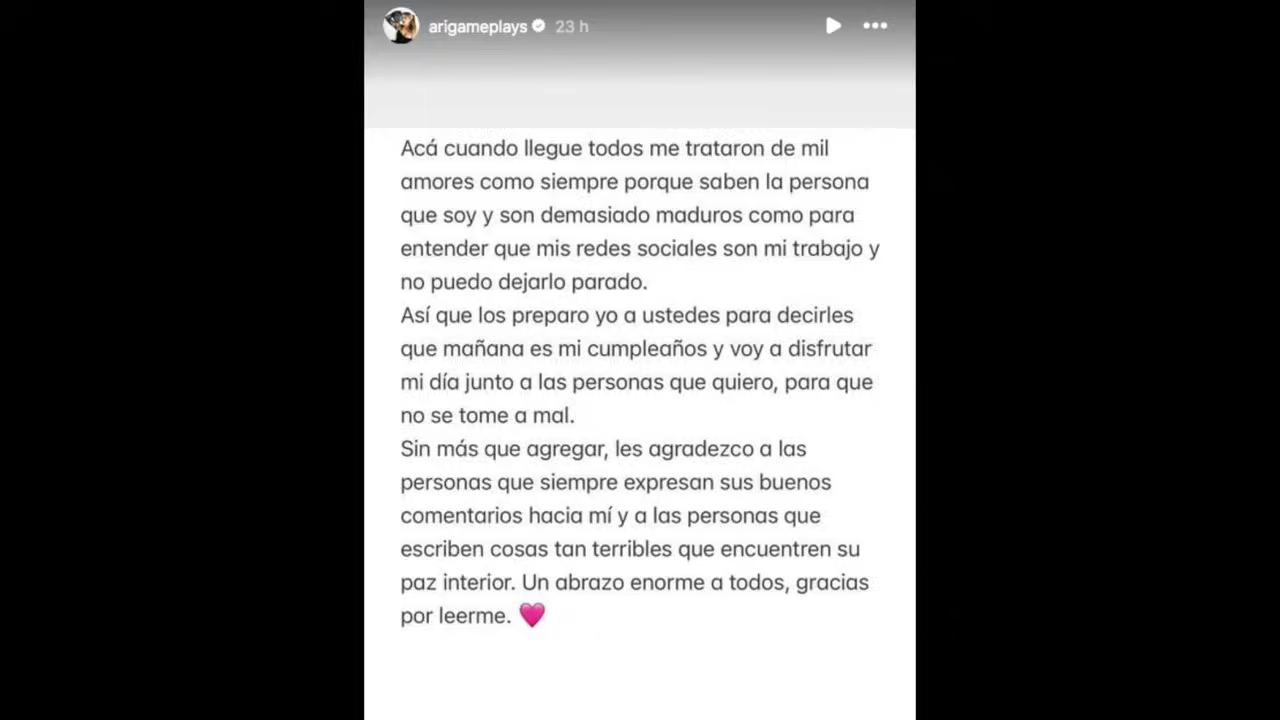 arigameplays 23 h
Acá cuando llegue todos me trataron de mil
amores como siempre porque saben la persona
que soy y son demasiado maduros como para
entender que mis redes sociales son mi trabajo y
no puedo dejarlo parado.
Así que los preparo yo a ustedes para decirles
que mañana es mi cumpleaños y voy a disfrutar
mi día junto a las personas que quiero, para que
no se tome a mal.
Sin más que agregar, les agradezco a las
personas que siempre expresan sus buenos
comentarios hacia mí y a las personas que
escriben cosas tan terribles que encuentren su
paz interior. Un abrazo enorme a todos, gracias
por leerme. 💗